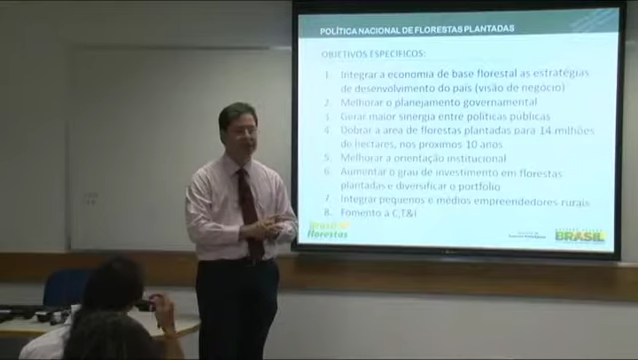 POLÍTICA NACIONAL DE FLORESTAS PLANTADAS
OBJETIVOS ESPECÍFICOS:
1. Integrar a economia de base florestal as estratégias
de desenvolvimento do país (visão de negócio)
2. Melhorar o planejamento governamental
3. Gerar maior sinergia entre políticas públicas
4. Dobrar a área de florestas plantadas para 14 milhões
de hectares, nos próximos 10 anos
5. Melhorar a orientação institucional
6. Aumentar o grau de investimento em florestas
plantadas e diversificar o portfolio
7. Integrar pequenos e médios empreendedores rurais
8. Fomento a C,T&I
florestas
BRASIL